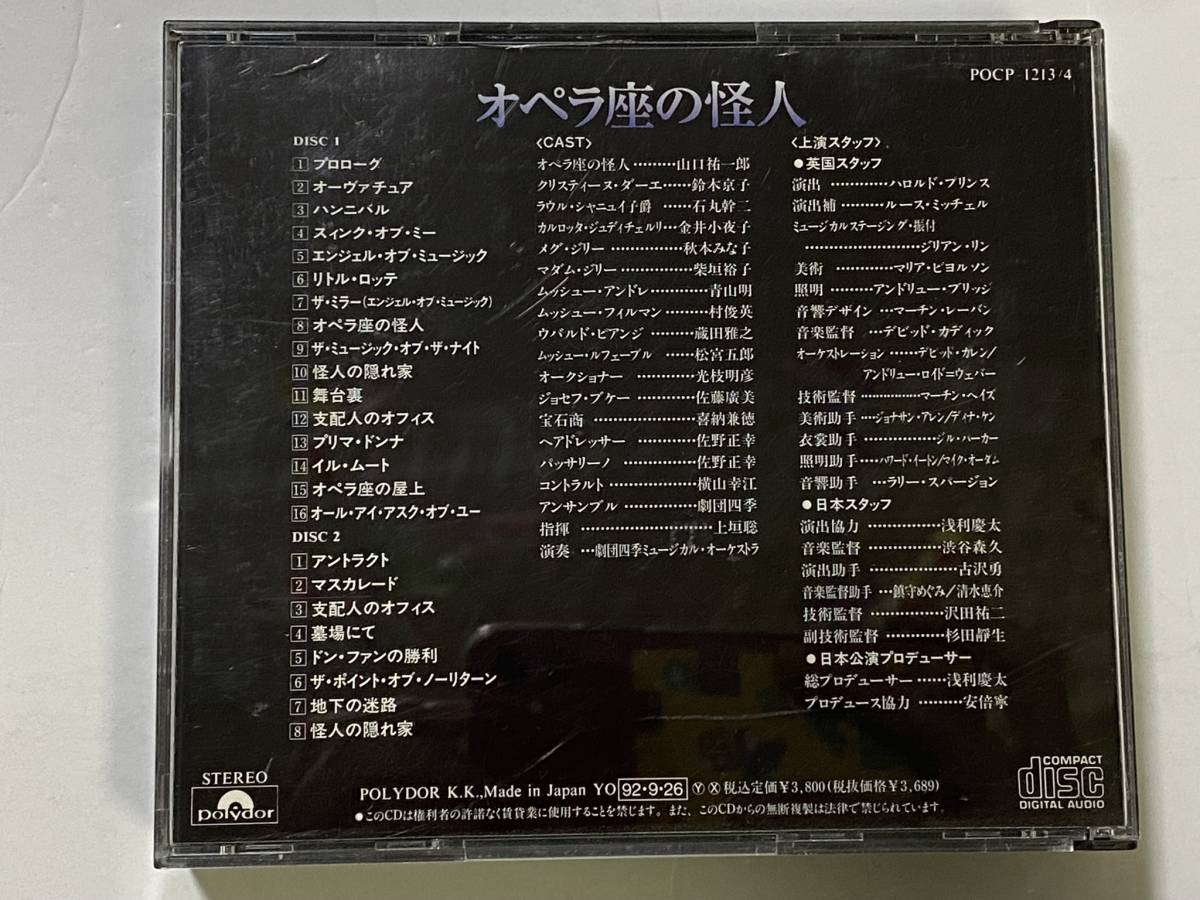 POCP-1213/4
オペラ座の怪人
DISC 1
1 プロローグ
2 オーヴァチュア
3 ハンニバル
4 スィンク・オブ・ミー
5 エンジェル・オブ・ミュージック
6 リトル・ロッテ
7 ザ・ミラー(エンジェル・オブ・ミュージック)
8 オペラ座の怪人
9 ザ・ミュージック・オブ・ザ・ナイト
10 怪人の隠れ家
11 舞台裏
12 支配人のオフィス
13 プリマ・ドンナ
14 イル・ムート
15 オペラ座の屋上
16 オール・アイ・アスク・オブ・ユー
DISC 2
1 アントラクト
2 マスカレード
3 支配人のオフィス
4 墓場にて
5 ドン・ファンの勝利
6 ザ・ポイント・オブ・ノーリターン
7 地下の迷路
8 怪人の隠れ家
〈CAST〉
オペラ座の怪人………山口祐一郎
クリスティーヌ・ダーエ……鈴木京子
ラウル・シャニュイ子爵……石丸幹二
カルロッタ・ジュディチェルリ…金井小夜子
メグ・ジリー……………秋本みな子
マダム・ジリー……………柴垣裕子
ムッシュー・アンドレ…………青山明
ムッシュー・フィルマン………村俊英
ウバルド・ピアンジ………蔵田雅之
ムッシュー・ルフェーブル……松宮五郎
オークショナー…………光枝明彦
ジョセフ・ブケー…………佐藤廣美
宝石商………………喜納兼徳
ヘアドレッサー…………佐野正幸
パッサリーノ…………佐野正幸
コントラルト………………横山幸江
アンサンブル……………劇団四季
指揮……………………上垣聡
演奏…劇団四季ミュージカル・オーケストラ
〈上演スタッフ〉
●英国スタッフ
演出…………ハロルド・プリンス
演出補………ルース・ミッチェル
ミュージカルステージング・振付
…………………ジリアン・リン
美術…………マリア・ビヨルソン
照明………アンドリュー・ブリッジ
音響デザイン…マーチン・レーバン
音楽監督…デビッド・カディック
オーケストレーション……デビッド・カレン/
アンドリュー・ロイド=ウェバー
技術監督………………マーチン・ヘイズ
美術助手…ジョナサン・アレン/ディナ・ケン
衣裳助手………………ジル・パーカー
照明助手…ハワード・イートン/マイク・オーダム
音響助手…ラリー・スパージョン
●日本スタッフ
演出協力……………浅利慶太
音楽監督……………渋谷森久
演出助手………………古沢勇
音楽監督助手…鎮守めぐみ/清水恵介
技術監督……………沢田祐二
副技術監督…………杉田靜生
●日本公演プロデューサー
総プロデューサー……浅利慶太
プロデュース協力………安倍寧
STEREO
polydor
POLYDOR K.K.,Made in Japan YO 92・9・26 Ⓨ Ⓧ 税込定価¥3,800(税抜価格¥3,689)
●このCDは権利者の許諾なく賃貸業に使用することを禁じます。また、このCDからの無断複製は法律で禁じられています。
COMPACT
disc
DIGITAL AUDIO